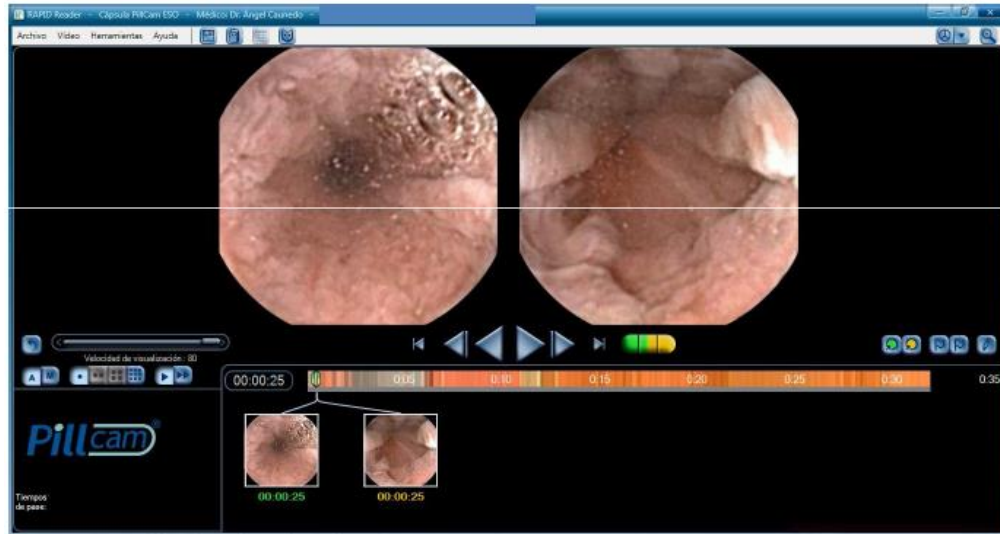 RAPID Reader - Cápsula PillCam ESO - Médico: Dr. Ángel Caunedo -
Archivo Vídeo Herramientas Ayuda
Velocidad de visualización: 80
A M
00:00:25 0:05 0:10 0:15 0:20 0:25 0:30 0:35
Pillcam®
00:00:25 00:00:25
Tiempos
de pase: